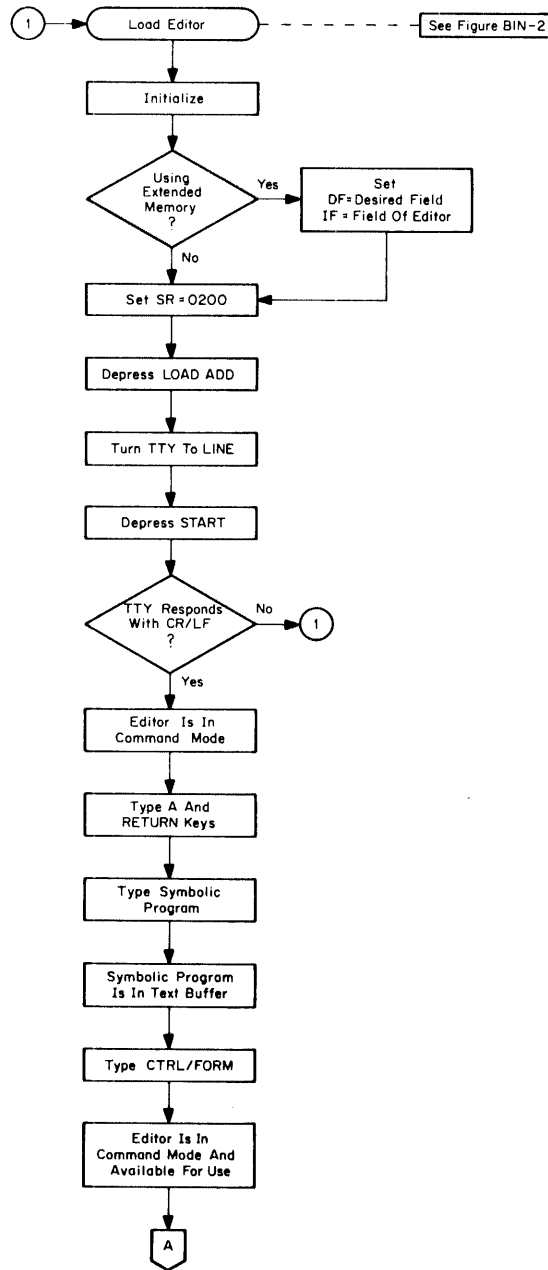 1
Load Editor
See Figure BIN-2
Initialize
Using
Extended
Memory
?
Yes
Set
DF=Desired Field
IF = Field Of Editor
No
Set SR = 0200
Depress LOAD ADD
Turn TTY To LINE
Depress START
TTY Responds
With CR/LF
?
No
1
Yes
Editor Is In
Command Mode
Type A And
RETURN Keys
Type Symbolic
Program
Symbolic Program
Is In Text Buffer
Type CTRL/FORM
Editor Is In
Command Mode And
Available For Use
A